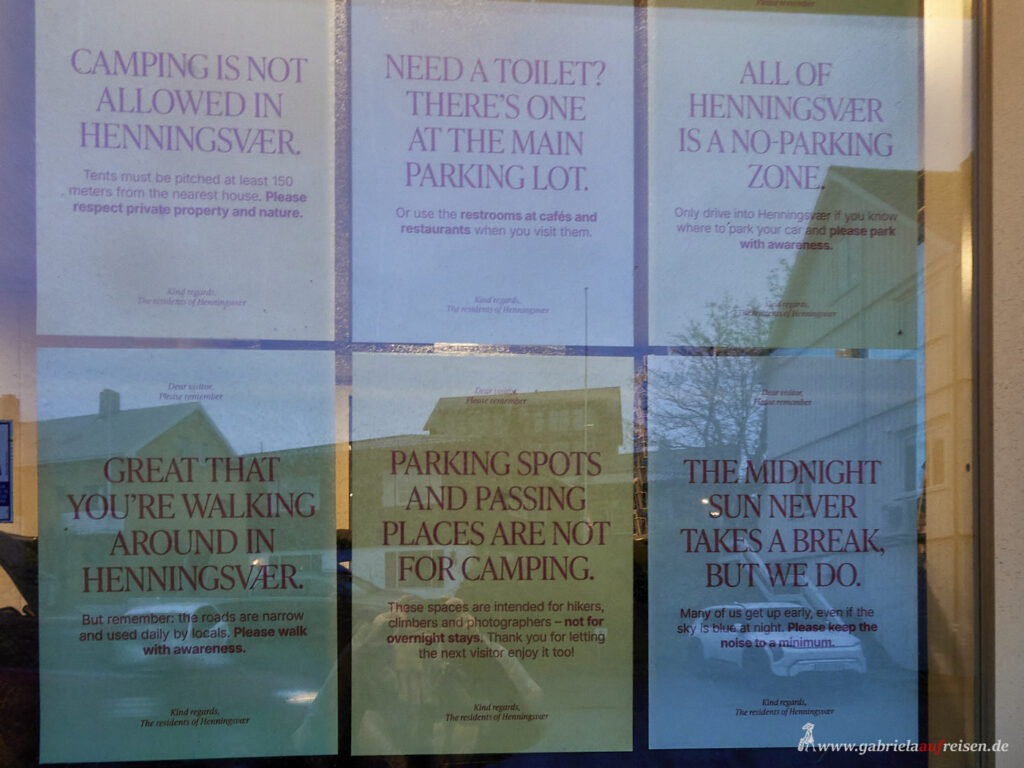 Please remember
CAMPING IS NOT
ALLOWED IN
HENNINGSVÆR.
Tents must be pitched at least 150
meters from the nearest house. Please
respect private property and nature.
Kind regards,
The residents of Henningsvær
NEED A TOILET?
THERE'S ONE
AT THE MAIN
PARKING LOT.
Or use the restrooms at cafés and
restaurants when you visit them.
Kind regards,
The residents of Henningsvær
ALL OF
HENNINGSVÆR
IS A NO-PARKING
ZONE.
Only drive into Henningsvær if you know
where to park your car and please park
with awareness.
Kind regards,
The residents of Henningsvær
Dear visitor,
Please remember
GREAT THAT
YOU'RE WALKING
AROUND IN
HENNINGSVÆR.
But remember: the roads are narrow
and used daily by locals. Please walk
with awareness.
Kind regards,
The residents of Henningsvær
Dear visitor,
Please remember
PARKING SPOTS
AND PASSING
PLACES ARE NOT
FOR CAMPING.
These spaces are intended for hikers,
climbers and photographers – not for
overnight stays. Thank you for letting
the next visitor enjoy it too!
Kind regards,
The residents of Henningsvær
Dear visitor,
Please remember
THE MIDNIGHT
SUN NEVER
TAKES A BREAK,
BUT WE DO.
Many of us get up early, even if the
sky is blue at night. Please keep the
noise to a minimum.
Kind regards,
The residents of Henningsvær
www.gabrielaaufreisen.de